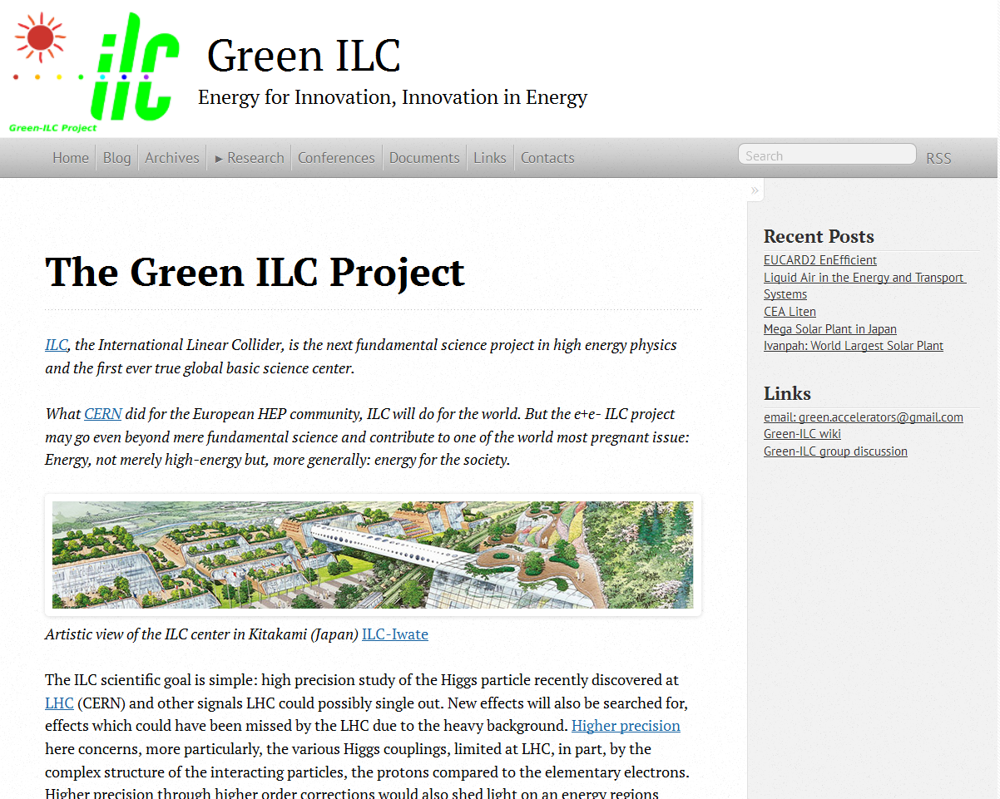 Green-ILC Project
Green ILC
Energy for Innovation, Innovation in Energy
Home Blog Archives ► Research Conferences Documents Links Contacts Search RSS
»
The Green ILC Project
ILC, the International Linear Collider, is the next fundamental science project in high energy physics
and the first ever true global basic science center.
What CERN did for the European HEP community, ILC will do for the world. But the e+e- ILC project
may go even beyond mere fundamental science and contribute to one of the world most pregnant issue:
Energy, not merely high-energy but, more generally: energy for the society.
Artistic view of the ILC center in Kitakami (Japan) ILC-Iwate
The ILC scientific goal is simple: high precision study of the Higgs particle recently discovered at
LHC (CERN) and other signals LHC could possibly single out. New effects will also be searched for,
effects which could have been missed by the LHC due to the heavy background. Higher precision
here concerns, more particularly, the various Higgs couplings, limited at LHC, in part, by the
complex structure of the interacting particles, the protons compared to the elementary electrons.
Higher precision through higher order corrections would also shed light on an energy regions
Recent Posts
EUCARD2 EnEfficient
Liquid Air in the Energy and Transport
Systems
CEA Liten
Mega Solar Plant in Japan
Ivanpah: World Largest Solar Plant
Links
email: green.accelerators@gmail.com
Green-ILC wiki
Green-ILC group discussion